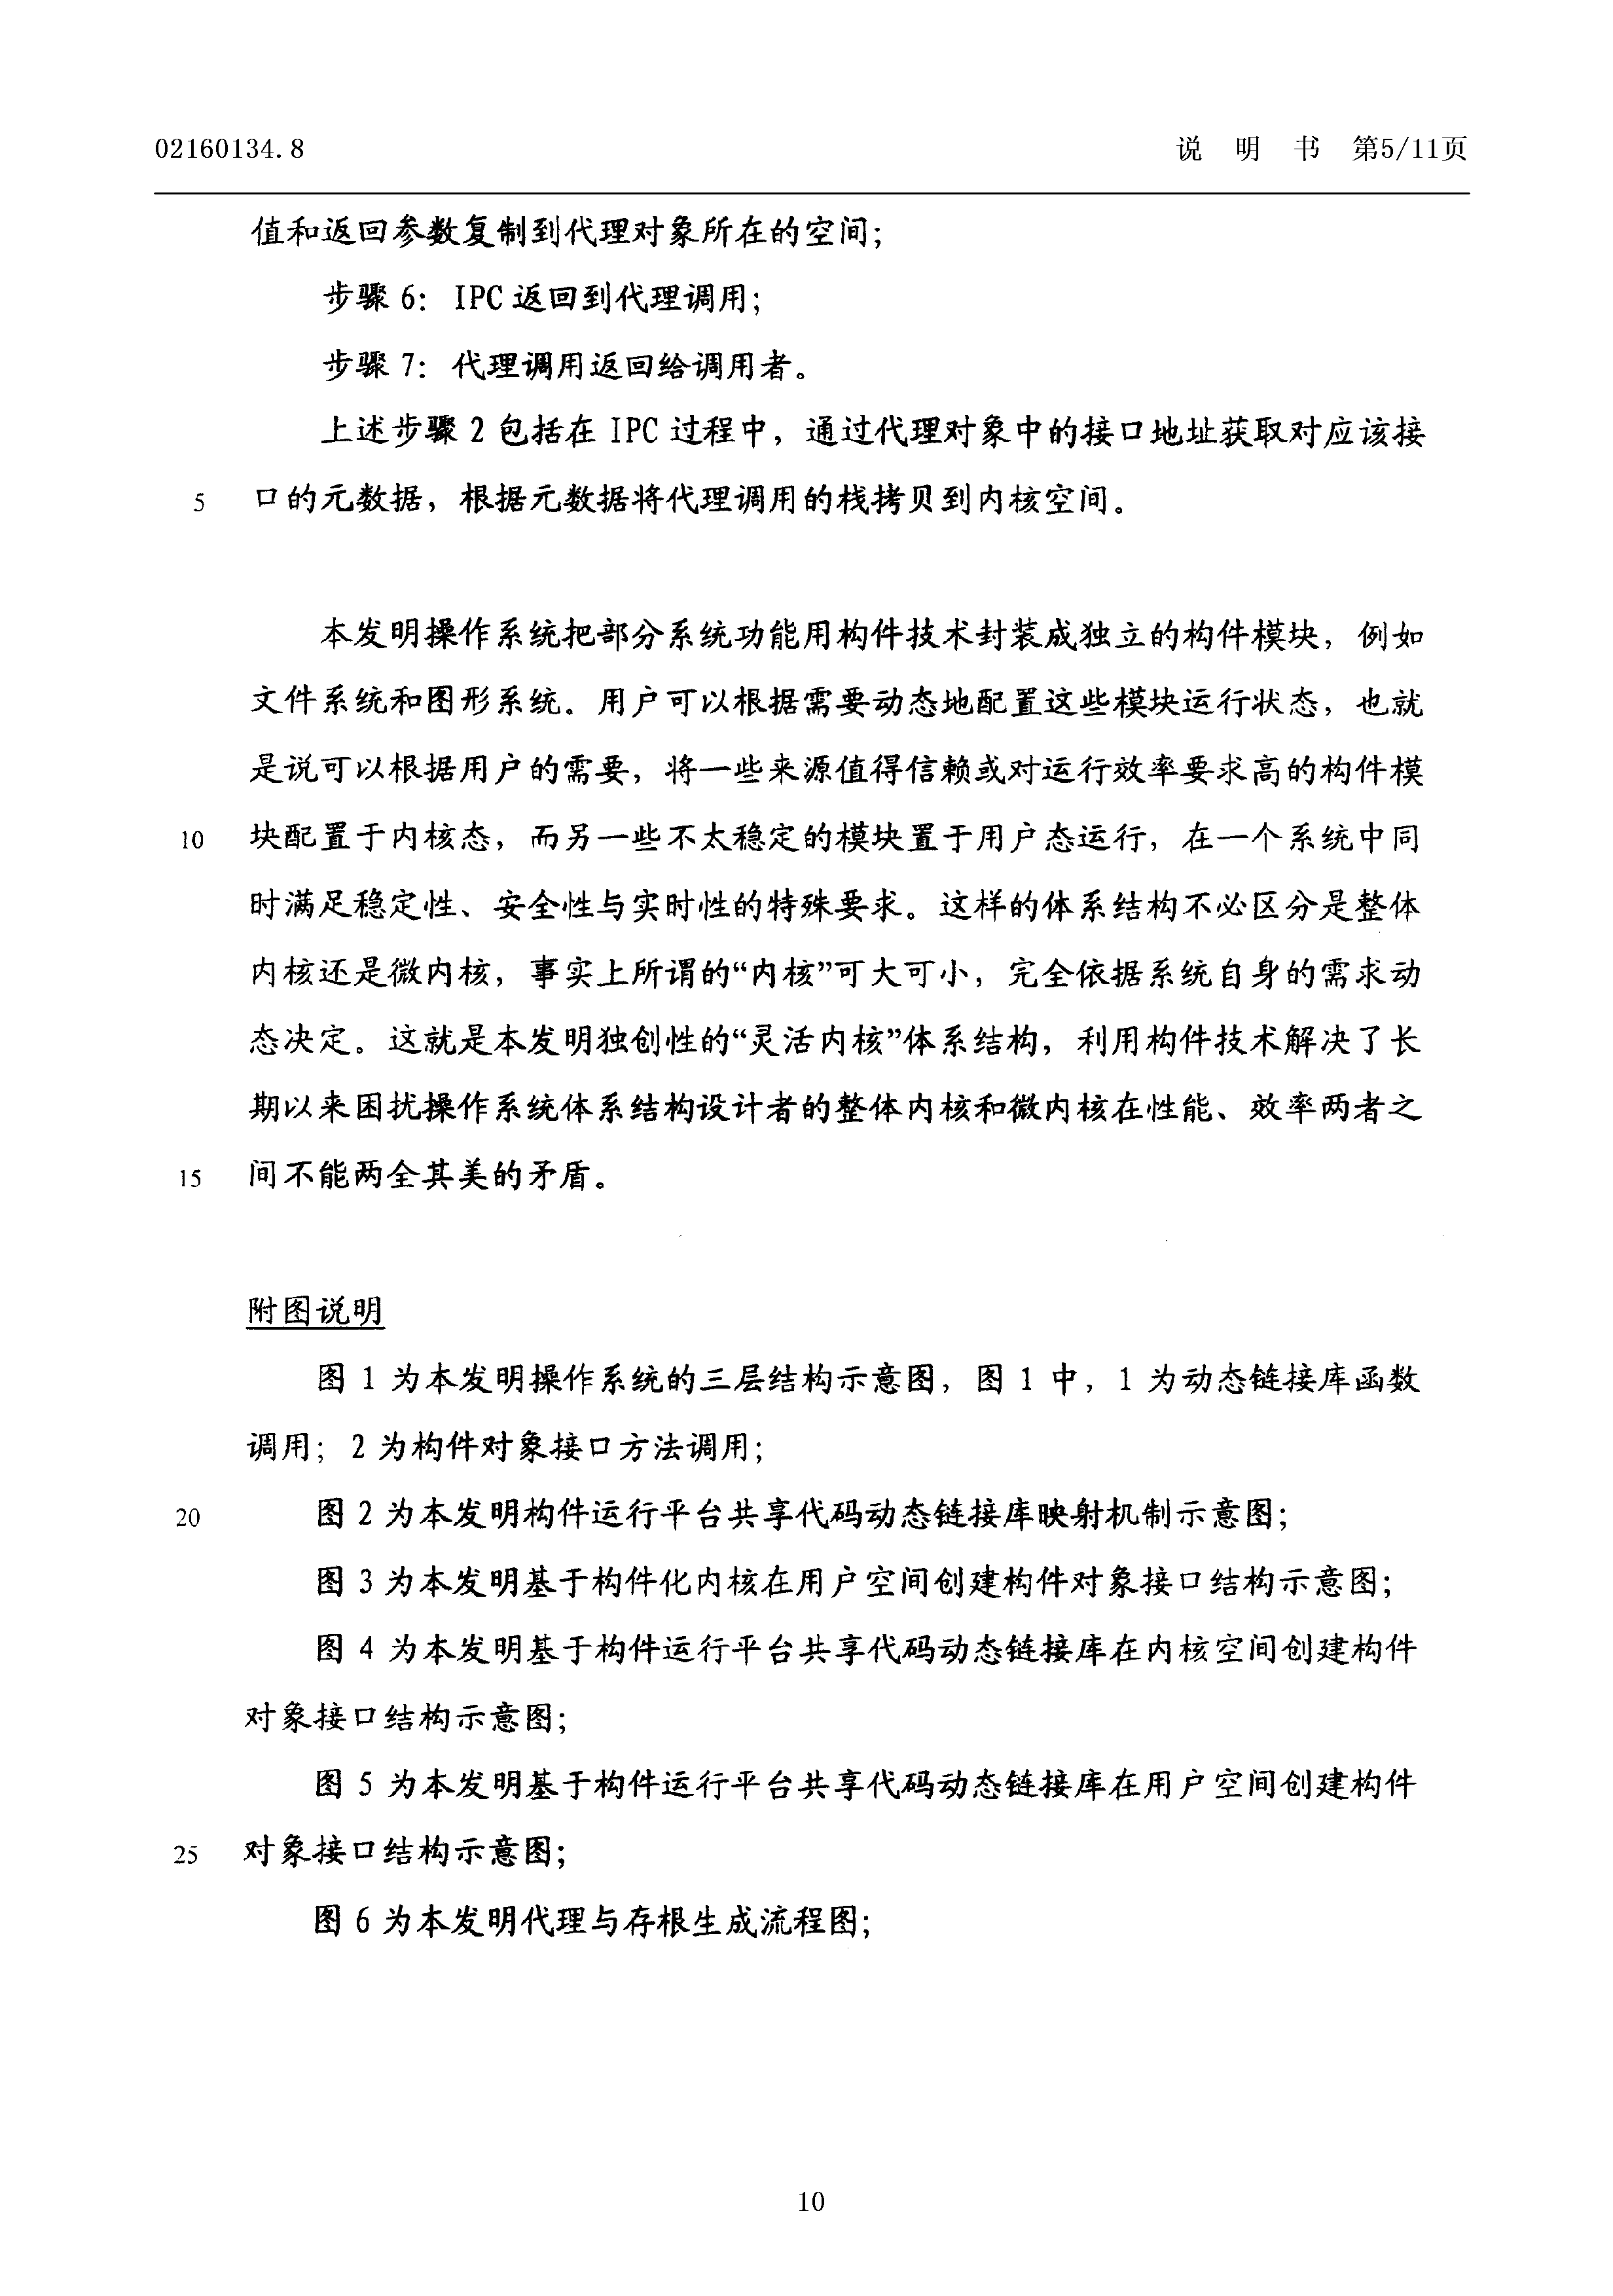 02160134.8 说 明 书 第5/11页
值和返回参数复制到代理对象所在的空间；
步骤 6： IPC 返回到代理调用；
步骤 7： 代理调用返回给调用者。
上述步骤 2 包括在 IPC 过程中，通过代理对象中的接口地址获取对应该接
5 口的元数据，根据元数据将代理调用的栈拷贝到内核空间。
本发明操作系统把部分系统功能用构件技术封装成独立的构件模块，例如
文件系统和图形系统。用户可以根据需要动态地配置这些模块运行状态，也就
是说可以根据用户的需要，将一些来源值得信赖或对运行效率要求高的构件模
10 块配置于内核态，而另一些不太稳定的模块置于用户态运行，在一个系统中同
时满足稳定性、安全性与实时性的特殊要求。这样的体系结构不必区分是整体
内核还是微内核，事实上所谓的“内核”可大可小，完全依据系统自身的需求动
态决定。这就是本发明独创性的“灵活内核”体系结构，利用构件技术解决了长
期以来困扰操作系统体系结构设计者的整体内核和微内核在性能、效率两者之
15 间不能两全其美的矛盾。
附图说明
图 1 为本发明操作系统的三层结构示意图，图 1 中，1 为动态链接库函数
调用；2 为构件对象接口方法调用；
20 图 2 为本发明构件运行平台共享代码动态链接库映射机制示意图；
图 3 为本发明基于构件化内核在用户空间创建构件对象接口结构示意图；
图 4 为本发明基于构件运行平台共享代码动态链接库在内核空间创建构件
对象接口结构示意图；
图 5 为本发明基于构件运行平台共享代码动态链接库在用户空间创建构件
25 对象接口结构示意图；
图 6 为本发明代理与存根生成流程图；
10